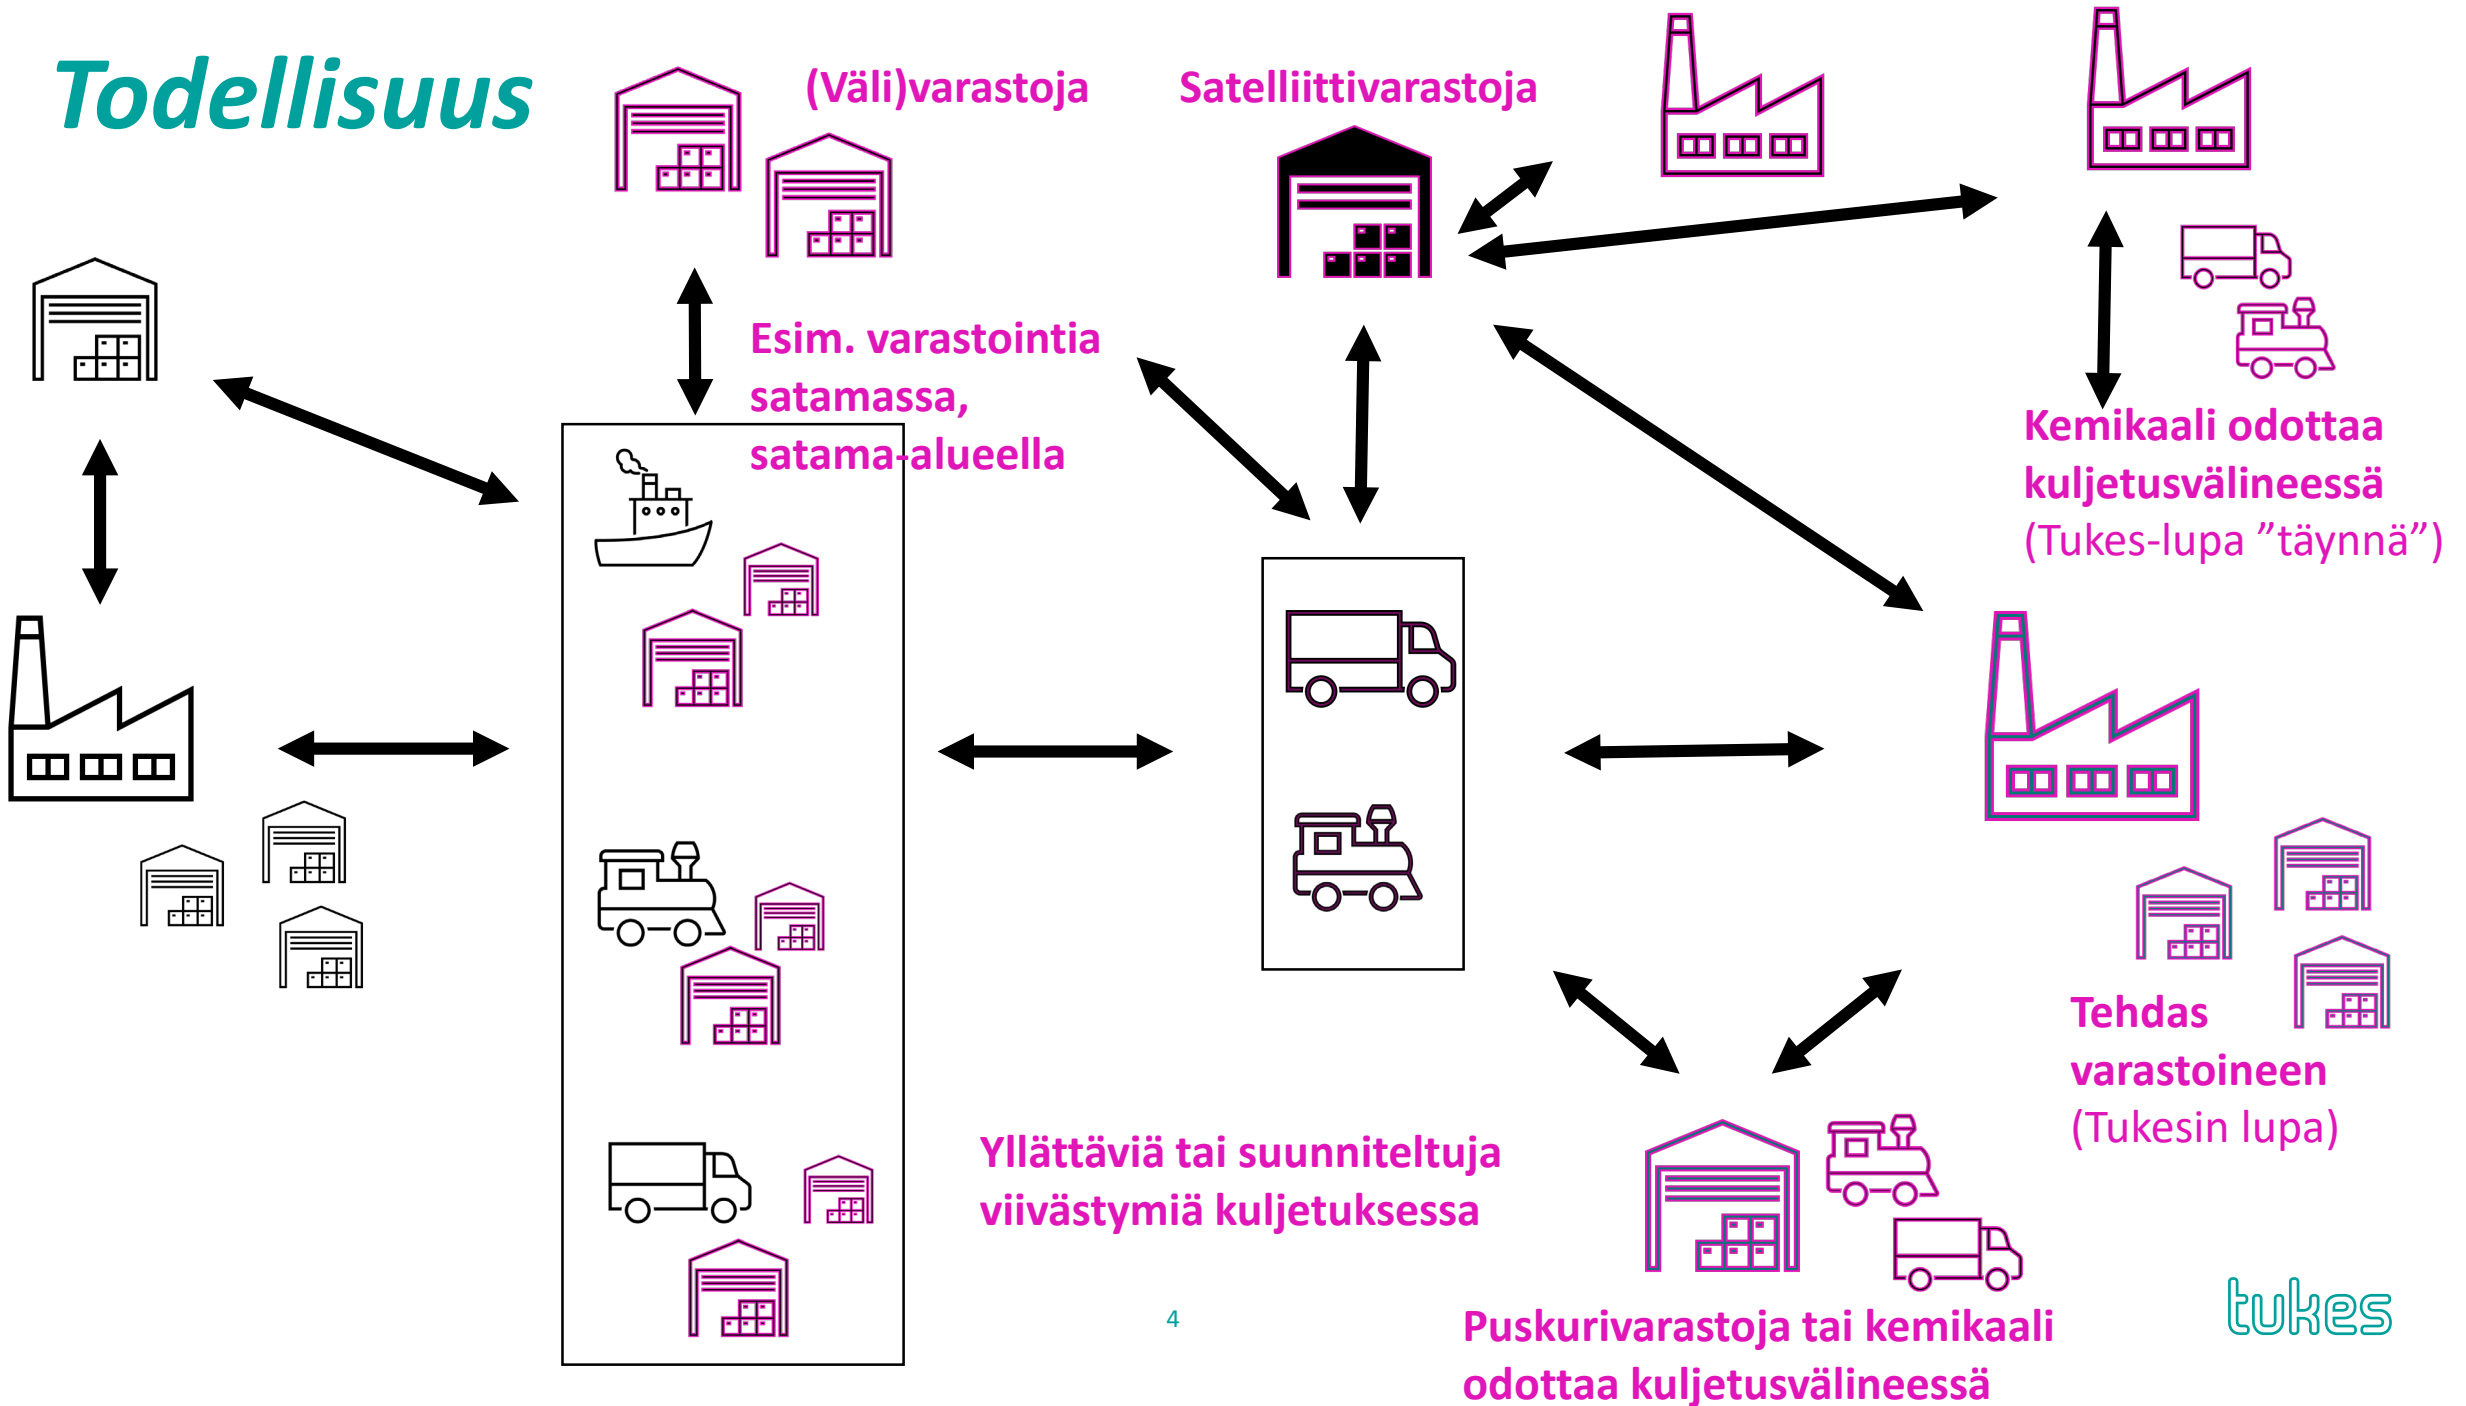 Todellisuus
(Väli)varastoja
Satelliittivarastoja
Esim. varastointia
satamassa,
satama-alueella
Kemikaali odottaa
kuljetusvälineessä
(Tukes-lupa ”täynnä”)
Tehdas
varastoineen
(Tukesin lupa)
Yllättäviä tai suunniteltuja
viivästymiä kuljetuksessa
Puskurivarastoja tai kemikaali
odottaa kuljetusvälineessä
4
tukes